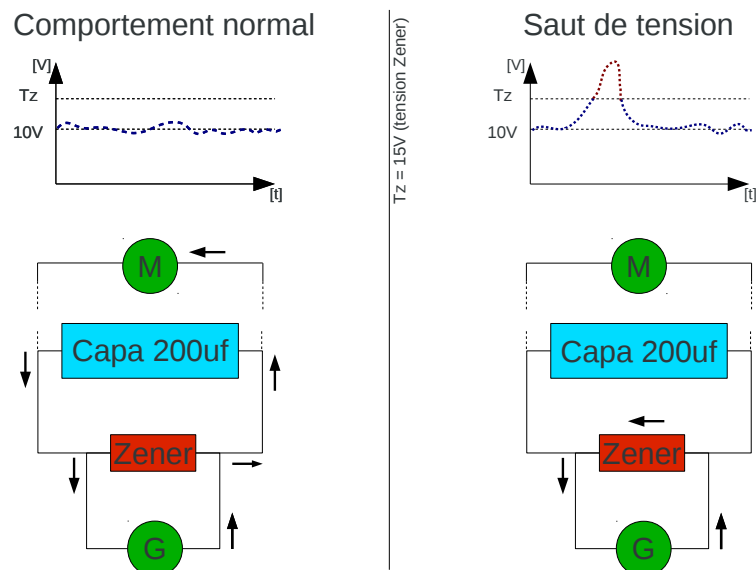 Comportement normal
[V]
Tz
10V
[t]
M
Capa 200uf
Zener
G
Tz = 15V (tension Zener)
Saut de tension
[V]
Tz
10V
[t]
M
Capa 200uf
Zener
G